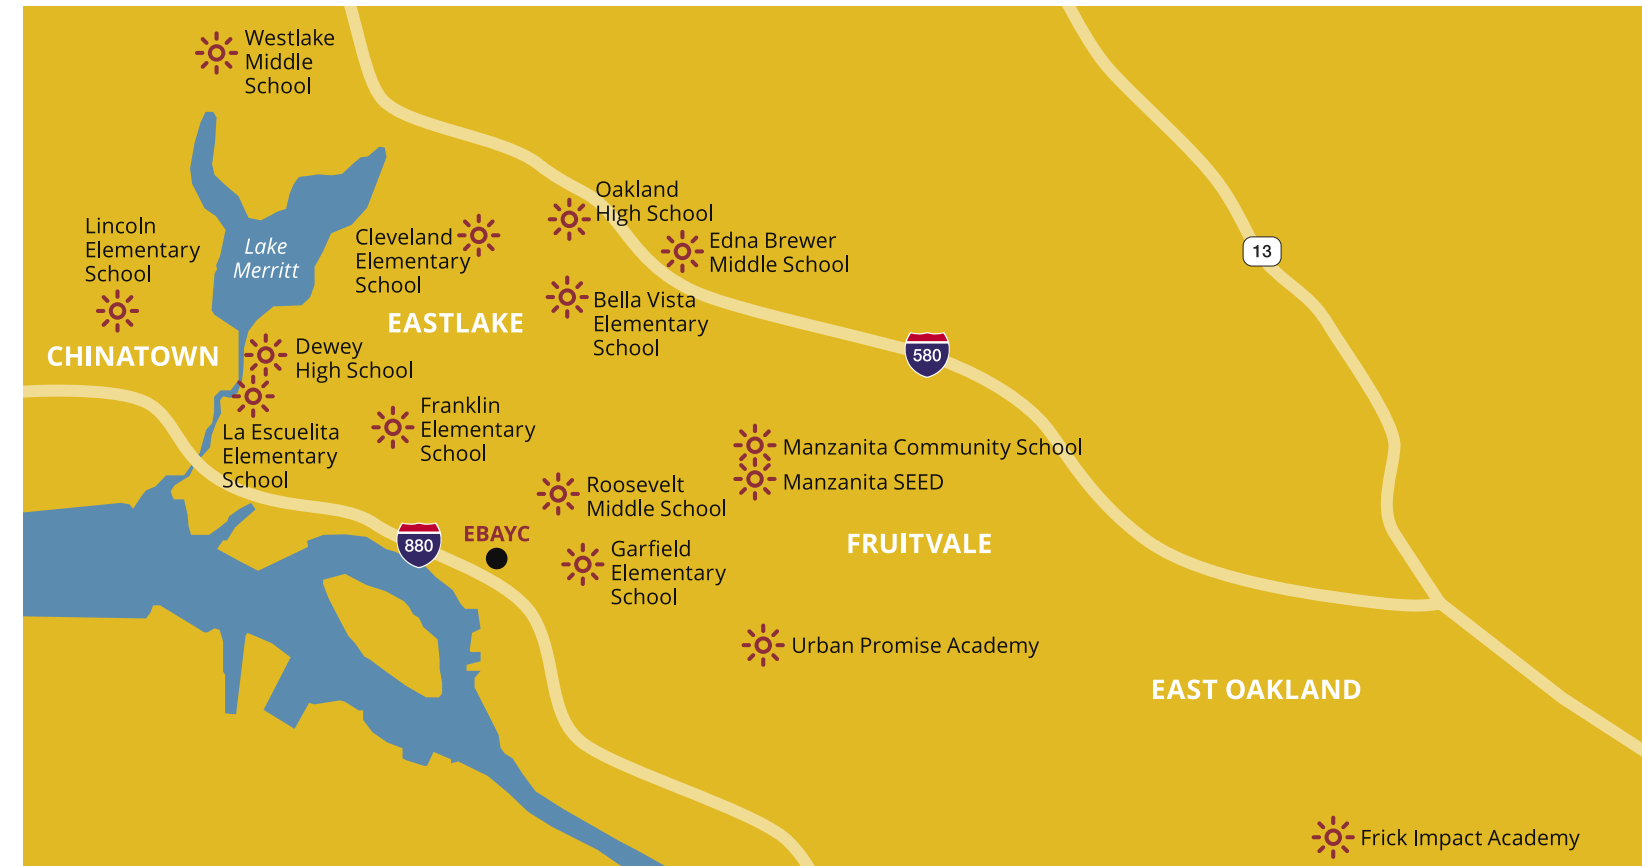 Westlake
Middle
School
Oakland
High School
Lincoln
Elementary
School
Lake
Merritt
Cleveland
Elementary
School
Edna Brewer
Middle School
13
Bella Vista
Elementary
School
EASTLAKE
CHINATOWN
Dewey
High School
580
Franklin
Elementary
School
La Escuelita
Elementary
School
Manzanita Community School
Manzanita SEED
Roosevelt
Middle School
EBAYC
880
FRUITVALE
Garfield
Elementary
School
Urban Promise Academy
EAST OAKLAND
Frick Impact Academy